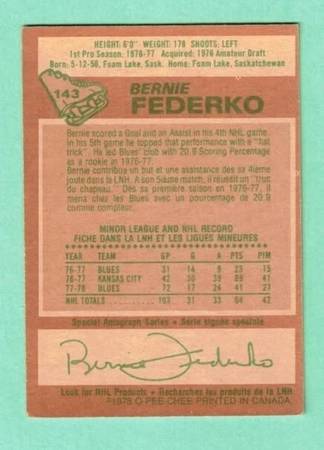 HEIGHT: 6'0" WEIGHT: 178 SHOOTS: LEFT
1st Pro Season: 1976-77 Acquired: 1976 Amateur Draft
Born: 5-12-56, Foam Lake, Sask. Home: Foam Lake, Saskatchewan
143
BERNIE
FEDERKO
Bernie scored a Goal and an Assist in his 4th NHL game.
In his 5th game he topped that performance with a "hat
trick". He led Blues' club with 20.9 Scoring Percentage
as a rookie in 1976-77.
Bernie contribua un but et une assistance dès sa 4ième
joute dans la LNH. A son 5ième match, il réussit un "truc
du chapeau." Dès sa première saison en 1976-77, il
mena chez les Blues avec un pourcentage de 20.9
comme compteur.
MINOR LEAGUE AND NHL RECORD
FICHE DANS LA LNH ET LES LIGUES MINEURES
YEAR TEAM GP G A PTS PIM
76-77 BLUES 31 14 9 23 15
76-77 KANSAS CITY 42 30 39 69 41
77-78 BLUES 72 17 24 41 27
NHL TOTALS 103 31 33 64 42
Special Autograph Series • Série signée spéciale
Bernie Federko
Look for NHL Products • Recherchez les produits de la LNH
©1978 O-PEE-CHEE PRINTED IN CANADA